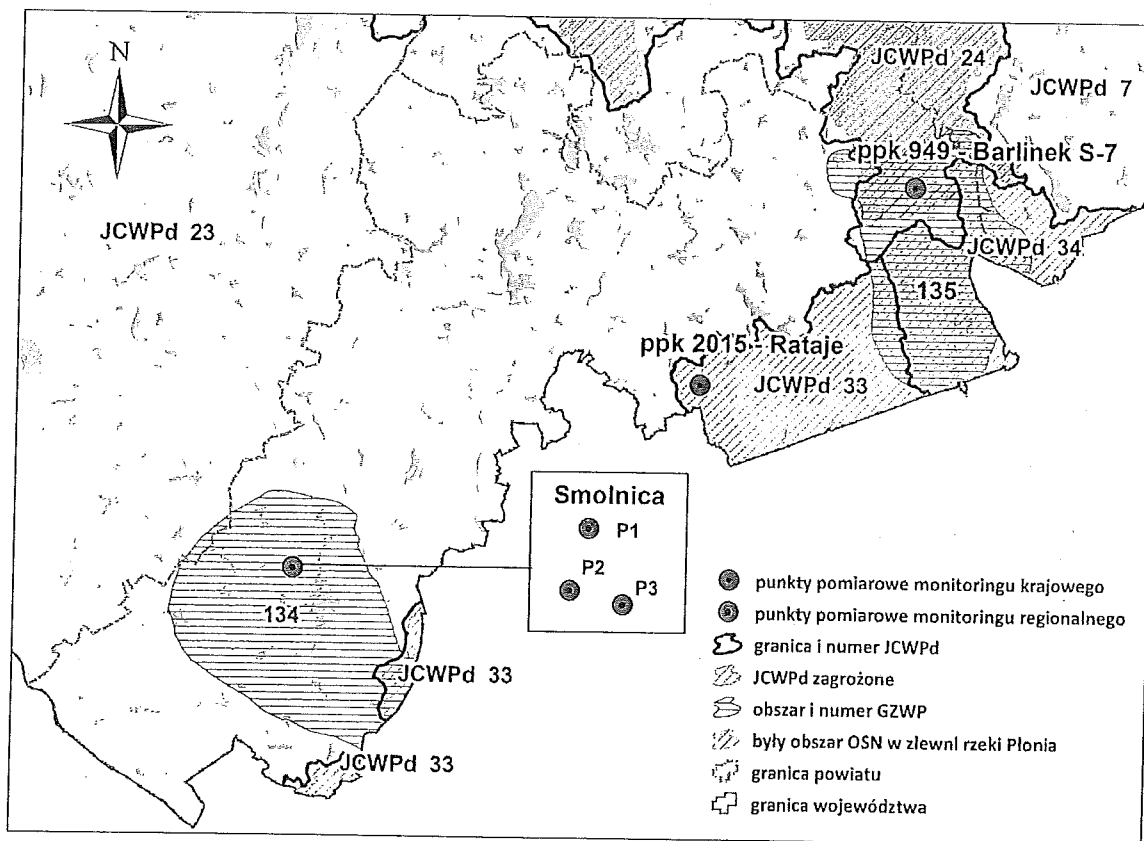 N
JCWPd 24
JCWPd 7
ppk 949 - Barlinek S-7
JCWPd 23
JCWPd 34
135
ppk 2015 - Rataje
JCWPd 33
Smolnica
P1
P2
P3
134
JCWPd 33
JCWPd 33
punkty pomiarowe monitoringu krajowego
punkty pomiarowe monitoringu regionalnego
granica i numer JCWPd
JCWPd zagrożone
obszar i numer GZWP
były obszar OSN w zlewni rzeki Płonia
granica powiatu
granica województwa